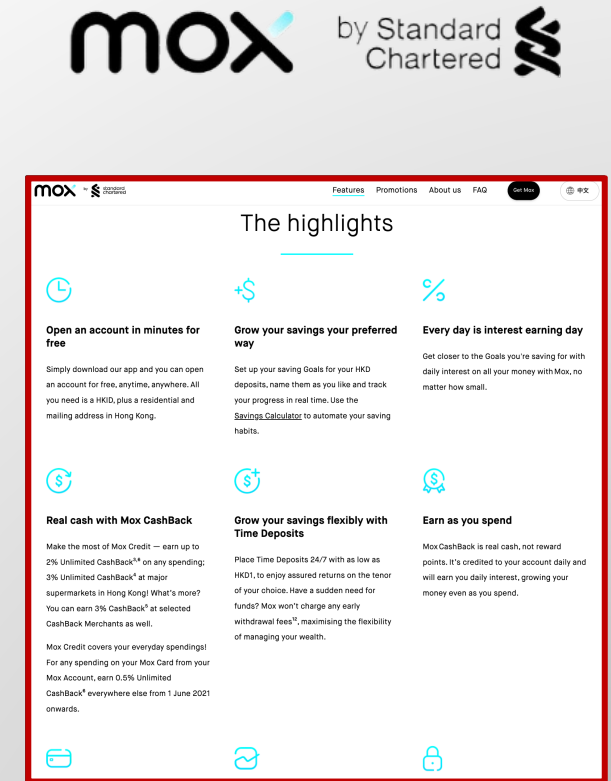 mox by Standard
Chartered
mox by standard
chartered
Features Promotions About us FAQ Get Mox 中文
The highlights
Open an account in minutes for
free
Simply download our app and you can open
an account for free, anytime, anywhere. All
you need is a HKID, plus a residential and
mailing address in Hong Kong.
Grow your savings your preferred
way
Set up your saving Goals for your HKD
deposits, name them as you like and track
your progress in real time. Use the
Savings Calculator to automate your saving
habits.
Every day is interest earning day
Get closer to the Goals you're saving for with
daily interest on all your money with Mox, no
matter how small.
Real cash with Mox CashBack
Make the most of Mox Credit — earn up to
2% Unlimited CashBack³,⁶ on any spending;
3% Unlimited CashBack⁴ at major
supermarkets in Hong Kong! What's more?
You can earn 3% CashBack⁵ at selected
CashBack Merchants as well.
Mox Credit covers your everyday spendings!
For any spending on your Mox Card from your
Mox Account, earn 0.5% Unlimited
CashBack⁶ everywhere else from 1 June 2021
onwards.
Grow your savings flexibly with
Time Deposits
Place Time Deposits 24/7 with as low as
HKD1, to enjoy assured returns on the tenor
of your choice. Have a sudden need for
funds? Mox won't charge any early
withdrawal fees¹², maximising the flexibility
of managing your wealth.
Earn as you spend
Mox CashBack is real cash, not reward
points. It's credited to your account daily and
will earn you daily interest, growing your
money even as you spend.